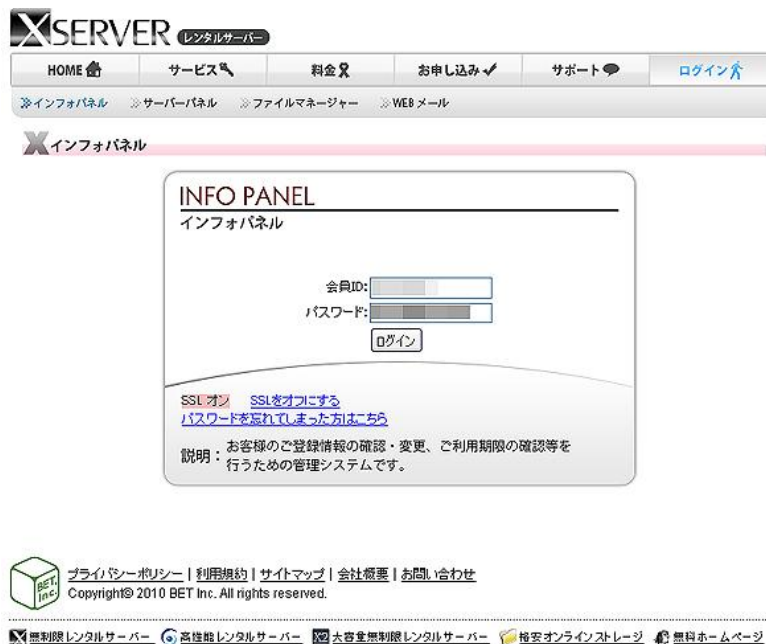 XSERVER レンタルサーバー
HOME サービス 料金 お申し込み サポート ログイン
インフォパネル サーバーパネル ファイルマネージャー WEBメール
インフォパネル
INFO PANEL
インフォパネル
会員ID:
パスワード:
ログイン
SSL オン SSLをオフにする
パスワードを忘れてしまった方はこちら
説明：お客様のご登録情報の確認・変更、ご利用期限の確認等を
行うための管理システムです。
BET. Inc.
プライバシーポリシー | 利用規約 | サイトマップ | 会社概要 | お問い合わせ
Copyright© 2010 BET Inc. All rights reserved.
無制限レンタルサーバー 高性能レンタルサーバー X2 大容量無制限レンタルサーバー 格安オンラインストレージ 無料ホームページ